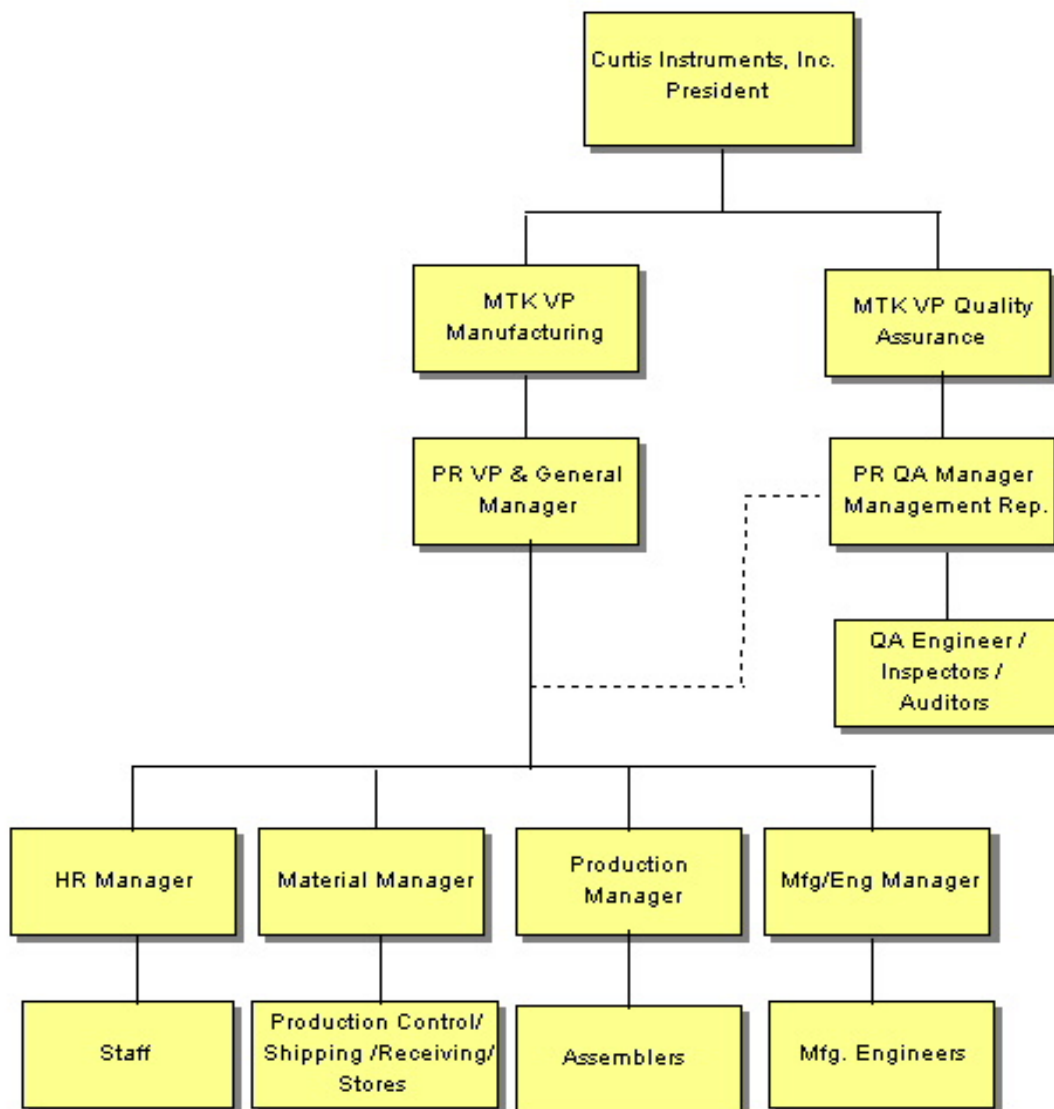 Curtis Instruments, Inc.
President
MTK VP
Manufacturing
MTK VP Quality
Assurance
PR VP & General
Manager
PR QA Manager
Management Rep.
QA Engineer /
Inspectors /
Auditors
HR Manager
Material Manager
Production
Manager
Mfg/Eng Manager
Staff
Production Control/
Shipping /Receiving/
Stores
Assemblers
Mfg. Engineers